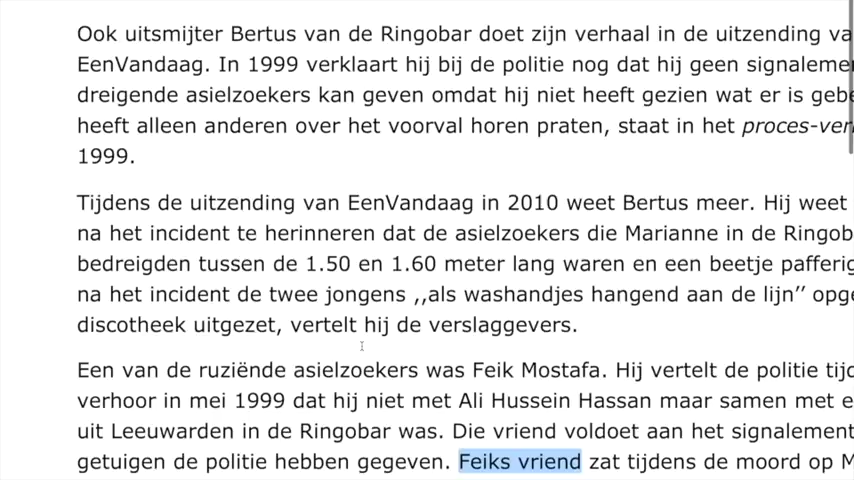 Ook uitsmijter Bertus van de Ringobar doet zijn verhaal in de uitzending va
EenVandaag. In 1999 verklaart hij bij de politie nog dat hij geen signaleme
dreigende asielzoekers kan geven omdat hij niet heeft gezien wat er is gebe
heeft alleen anderen over het voorval horen praten, staat in het proces-ver
1999.
Tijdens de uitzending van EenVandaag in 2010 weet Bertus meer. Hij weet
na het incident te herinneren dat de asielzoekers die Marianne in de Ringob
bedreigden tussen de 1.50 en 1.60 meter lang waren en een beetje pafferig
na het incident de twee jongens ,,als washandjes hangend aan de lijn’’ opge
discotheek uitgezet, vertelt hij de verslaggevers.
Een van de ruziënde asielzoekers was Feik Mostafa. Hij vertelt de politie tijd
verhoor in mei 1999 dat hij niet met Ali Hussein Hassan maar samen met e
uit Leeuwarden in de Ringobar was. Die vriend voldoet aan het signalement
getuigen de politie hebben gegeven. Feiks vriend zat tijdens de moord op M